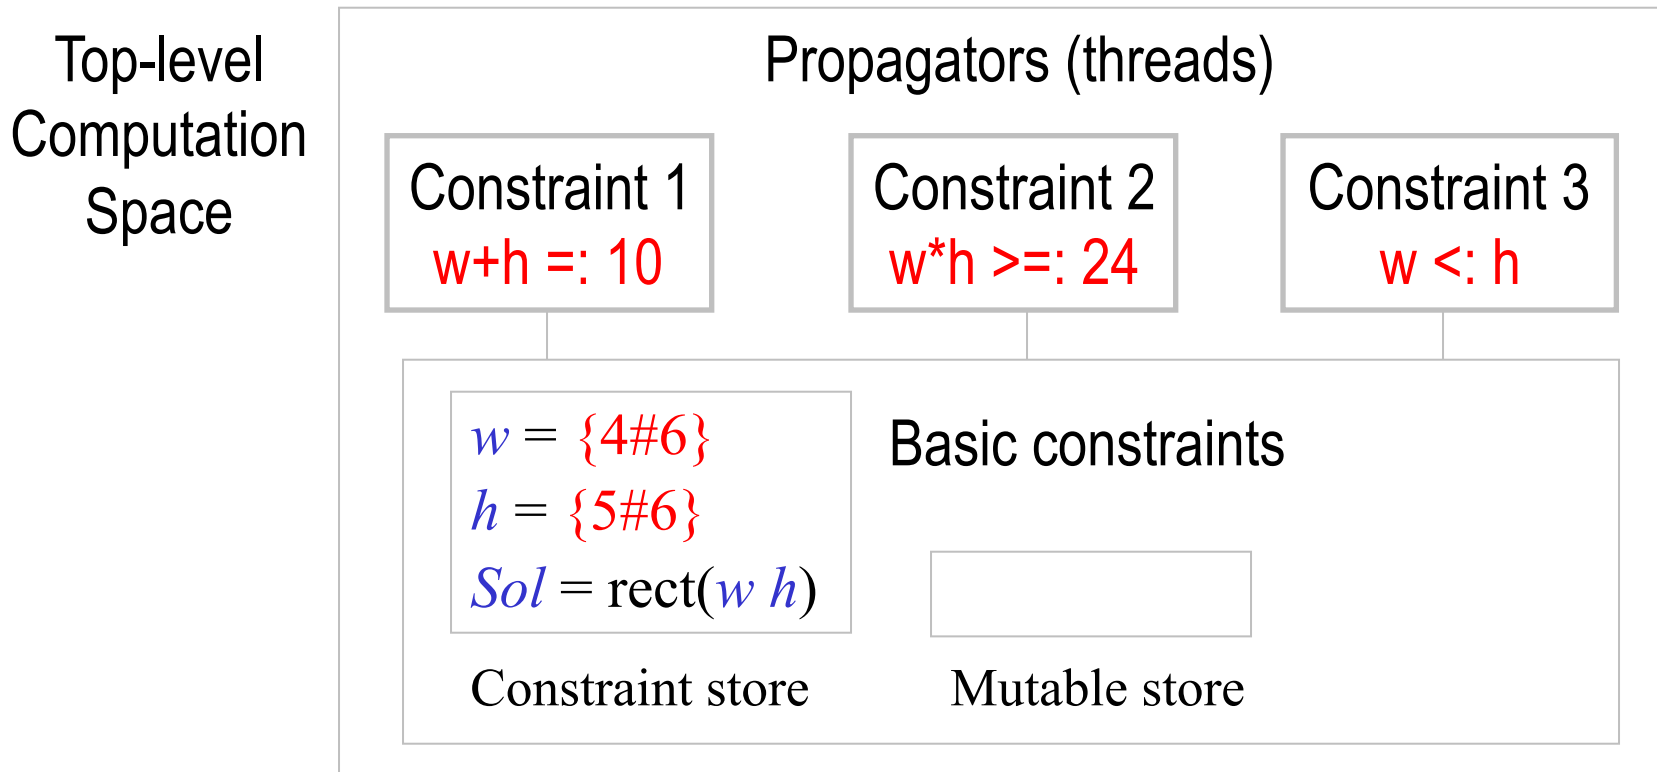 Top-level
Computation
Space
Propagators (threads)
Constraint 1
w+h =: 10
Constraint 2
w*h >=: 24
Constraint 3
w <: h
w = {4#6}
h = {5#6}
Sol = rect(w h)
Constraint store
Basic constraints
Mutable store